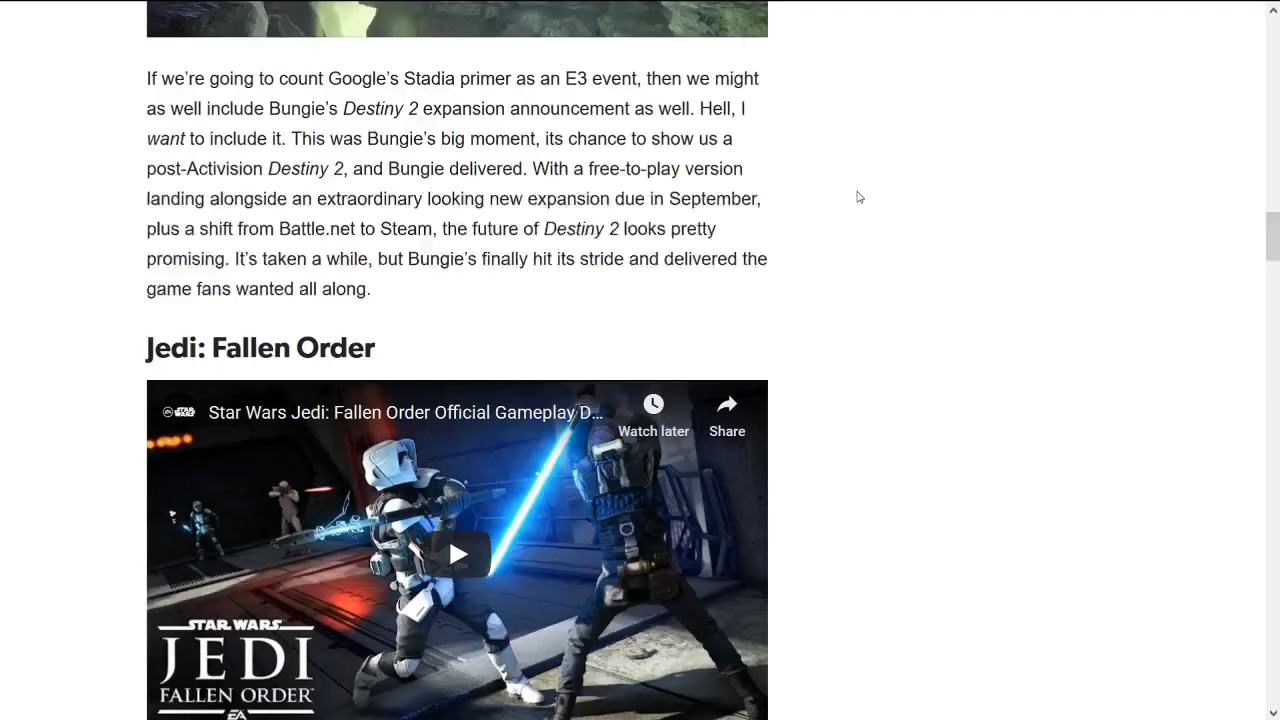 If we’re going to count Google’s Stadia primer as an E3 event, then we might
as well include Bungie’s Destiny 2 expansion announcement as well. Hell, I
want to include it. This was Bungie’s big moment, its chance to show us a
post-Activision Destiny 2, and Bungie delivered. With a free-to-play version
landing alongside an extraordinary looking new expansion due in September,
plus a shift from Battle.net to Steam, the future of Destiny 2 looks pretty
promising. It’s taken a while, but Bungie’s finally hit its stride and delivered the
game fans wanted all along.
Jedi: Fallen Order
EA STAR WARS Star Wars Jedi: Fallen Order Official Gameplay D...
Watch later Share
STAR WARS
JEDI
FALLEN ORDER
EA